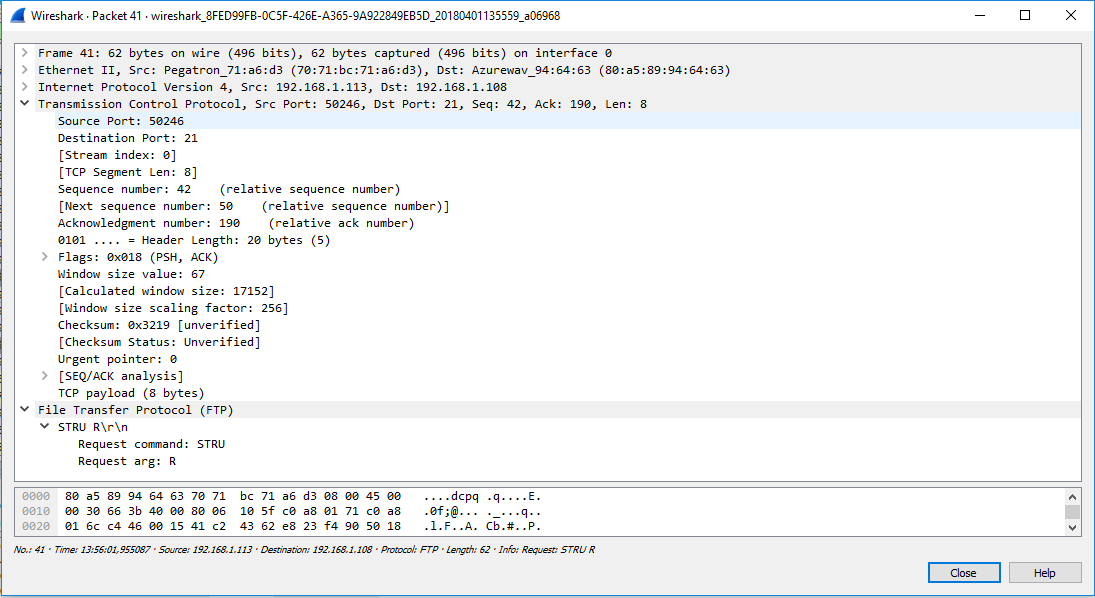 Wireshark · Packet 41 · wireshark_8FED99FB-0C5F-426E-A365-9A922849EB5D_20180401135559_a06968
Frame 41: 62 bytes on wire (496 bits), 62 bytes captured (496 bits) on interface 0
Ethernet II, Src: Pegatron_71:a6:d3 (70:71:bc:71:a6:d3), Dst: Azurewav_94:64:63 (80:a5:89:94:64:63)
Internet Protocol Version 4, Src: 192.168.1.113, Dst: 192.168.1.108
Transmission Control Protocol, Src Port: 50246, Dst Port: 21, Seq: 42, Ack: 190, Len: 8
Source Port: 50246
Destination Port: 21
[Stream index: 0]
[TCP Segment Len: 8]
Sequence number: 42    (relative sequence number)
[Next sequence number: 50    (relative sequence number)]
Acknowledgment number: 190    (relative ack number)
0101 .... = Header Length: 20 bytes (5)
Flags: 0x018 (PSH, ACK)
Window size value: 67
[Calculated window size: 17152]
[Window size scaling factor: 256]
Checksum: 0x3219 [unverified]
[Checksum Status: Unverified]
Urgent pointer: 0
[SEQ/ACK analysis]
TCP payload (8 bytes)
File Transfer Protocol (FTP)
STRU R\r\n
Request command: STRU
Request arg: R
0000  80 a5 89 94 64 63 70 71  bc 71 a6 d3 08 00 45 00   ....dcpq .q....E.
0010  00 30 66 3b 40 00 80 06  10 5f c0 a8 01 71 c0 a8   .0f;@... ._...q..
0020  01 6c c4 46 00 15 41 c2  43 62 e8 23 f4 90 50 18   .l.F..A. Cb.#..P.
No.: 41 · Time: 13:56:01,955087 · Source: 192.168.1.113 · Destination: 192.168.1.108 · Protocol: FTP · Length: 62 · Info: Request: STRU R
Close
Help